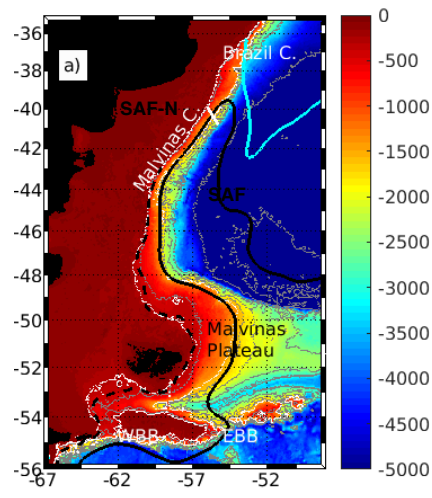 a)
Brazil C.
SAF-N
Malvinas C.
SAF
Malvinas
Plateau
WBB
EBB
-36
-38
-40
-42
-44
-46
-48
-50
-52
-54
-56
-67
-62
-57
-52
0
-500
-1000
-1500
-2000
-2500
-3000
-3500
-4000
-4500
-5000